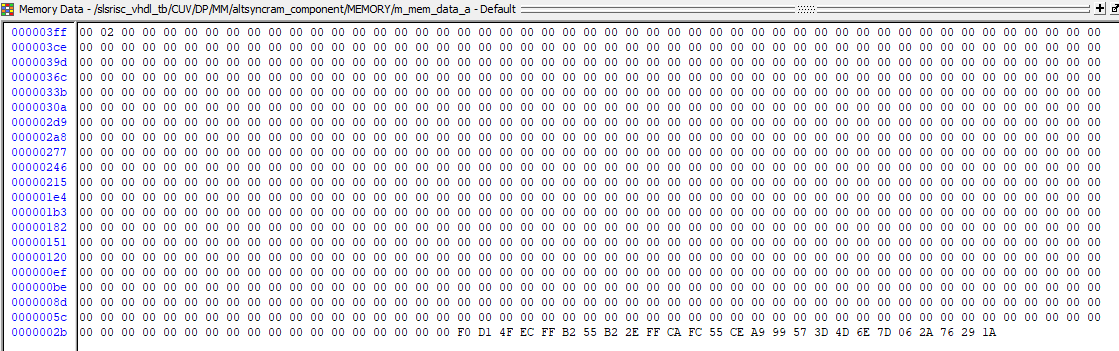 Memory Data - /slsrisc_vhdl_tb/CUV/DP/MM/altsyncram_component/MEMORY/m_mem_data_a - Default
000003ff 00 02 00 00 00 00 00 00 00 00 00 00 00 00 00 00 00 00 00 00 00 00 00 00 00 00 00 00 00 00 00 00 00 00 00 00 00 00 00 00 00 00 00 00 00 00 00 00 00
000003ce 00 00 00 00 00 00 00 00 00 00 00 00 00 00 00 00 00 00 00 00 00 00 00 00 00 00 00 00 00 00 00 00 00 00 00 00 00 00 00 00 00 00 00 00 00 00 00 00 00
0000039d 00 00 00 00 00 00 00 00 00 00 00 00 00 00 00 00 00 00 00 00 00 00 00 00 00 00 00 00 00 00 00 00 00 00 00 00 00 00 00 00 00 00 00 00 00 00 00 00 00
0000036c 00 00 00 00 00 00 00 00 00 00 00 00 00 00 00 00 00 00 00 00 00 00 00 00 00 00 00 00 00 00 00 00 00 00 00 00 00 00 00 00 00 00 00 00 00 00 00 00 00
0000033b 00 00 00 00 00 00 00 00 00 00 00 00 00 00 00 00 00 00 00 00 00 00 00 00 00 00 00 00 00 00 00 00 00 00 00 00 00 00 00 00 00 00 00 00 00 00 00 00 00
0000030a 00 00 00 00 00 00 00 00 00 00 00 00 00 00 00 00 00 00 00 00 00 00 00 00 00 00 00 00 00 00 00 00 00 00 00 00 00 00 00 00 00 00 00 00 00 00 00 00 00
000002d9 00 00 00 00 00 00 00 00 00 00 00 00 00 00 00 00 00 00 00 00 00 00 00 00 00 00 00 00 00 00 00 00 00 00 00 00 00 00 00 00 00 00 00 00 00 00 00 00 00
000002a8 00 00 00 00 00 00 00 00 00 00 00 00 00 00 00 00 00 00 00 00 00 00 00 00 00 00 00 00 00 00 00 00 00 00 00 00 00 00 00 00 00 00 00 00 00 00 00 00 00
00000277 00 00 00 00 00 00 00 00 00 00 00 00 00 00 00 00 00 00 00 00 00 00 00 00 00 00 00 00 00 00 00 00 00 00 00 00 00 00 00 00 00 00 00 00 00 00 00 00 00
00000246 00 00 00 00 00 00 00 00 00 00 00 00 00 00 00 00 00 00 00 00 00 00 00 00 00 00 00 00 00 00 00 00 00 00 00 00 00 00 00 00 00 00 00 00 00 00 00 00 00
00000215 00 00 00 00 00 00 00 00 00 00 00 00 00 00 00 00 00 00 00 00 00 00 00 00 00 00 00 00 00 00 00 00 00 00 00 00 00 00 00 00 00 00 00 00 00 00 00 00 00
000001e4 00 00 00 00 00 00 00 00 00 00 00 00 00 00 00 00 00 00 00 00 00 00 00 00 00 00 00 00 00 00 00 00 00 00 00 00 00 00 00 00 00 00 00 00 00 00 00 00 00
000001b3 00 00 00 00 00 00 00 00 00 00 00 00 00 00 00 00 00 00 00 00 00 00 00 00 00 00 00 00 00 00 00 00 00 00 00 00 00 00 00 00 00 00 00 00 00 00 00 00 00
00000182 00 00 00 00 00 00 00 00 00 00 00 00 00 00 00 00 00 00 00 00 00 00 00 00 00 00 00 00 00 00 00 00 00 00 00 00 00 00 00 00 00 00 00 00 00 00 00 00 00
00000151 00 00 00 00 00 00 00 00 00 00 00 00 00 00 00 00 00 00 00 00 00 00 00 00 00 00 00 00 00 00 00 00 00 00 00 00 00 00 00 00 00 00 00 00 00 00 00 00 00
00000120 00 00 00 00 00 00 00 00 00 00 00 00 00 00 00 00 00 00 00 00 00 00 00 00 00 00 00 00 00 00 00 00 00 00 00 00 00 00 00 00 00 00 00 00 00 00 00 00 00
000000ef 00 00 00 00 00 00 00 00 00 00 00 00 00 00 00 00 00 00 00 00 00 00 00 00 00 00 00 00 00 00 00 00 00 00 00 00 00 00 00 00 00 00 00 00 00 00 00 00 00
000000be 00 00 00 00 00 00 00 00 00 00 00 00 00 00 00 00 00 00 00 00 00 00 00 00 00 00 00 00 00 00 00 00 00 00 00 00 00 00 00 00 00 00 00 00 00 00 00 00 00
0000008d 00 00 00 00 00 00 00 00 00 00 00 00 00 00 00 00 00 00 00 00 00 00 00 00 00 00 00 00 00 00 00 00 00 00 00 00 00 00 00 00 00 00 00 00 00 00 00 00 00
0000005c 00 00 00 00 00 00 00 00 00 00 00 00 00 00 00 00 00 00 00 00 00 00 00 00 00 00 00 00 00 00 00 00 00 00 00 00 00 00 00 00 00 00 00 00 00 00 00 00 00
0000002b 00 00 00 00 00 00 00 00 00 00 00 00 00 00 00 00 00 00 F0 D1 4F EC FF B2 55 B2 2E FF CA FC 55 CE A9 99 57 3D 4D 6E 7D 06 2A 76 29 1A